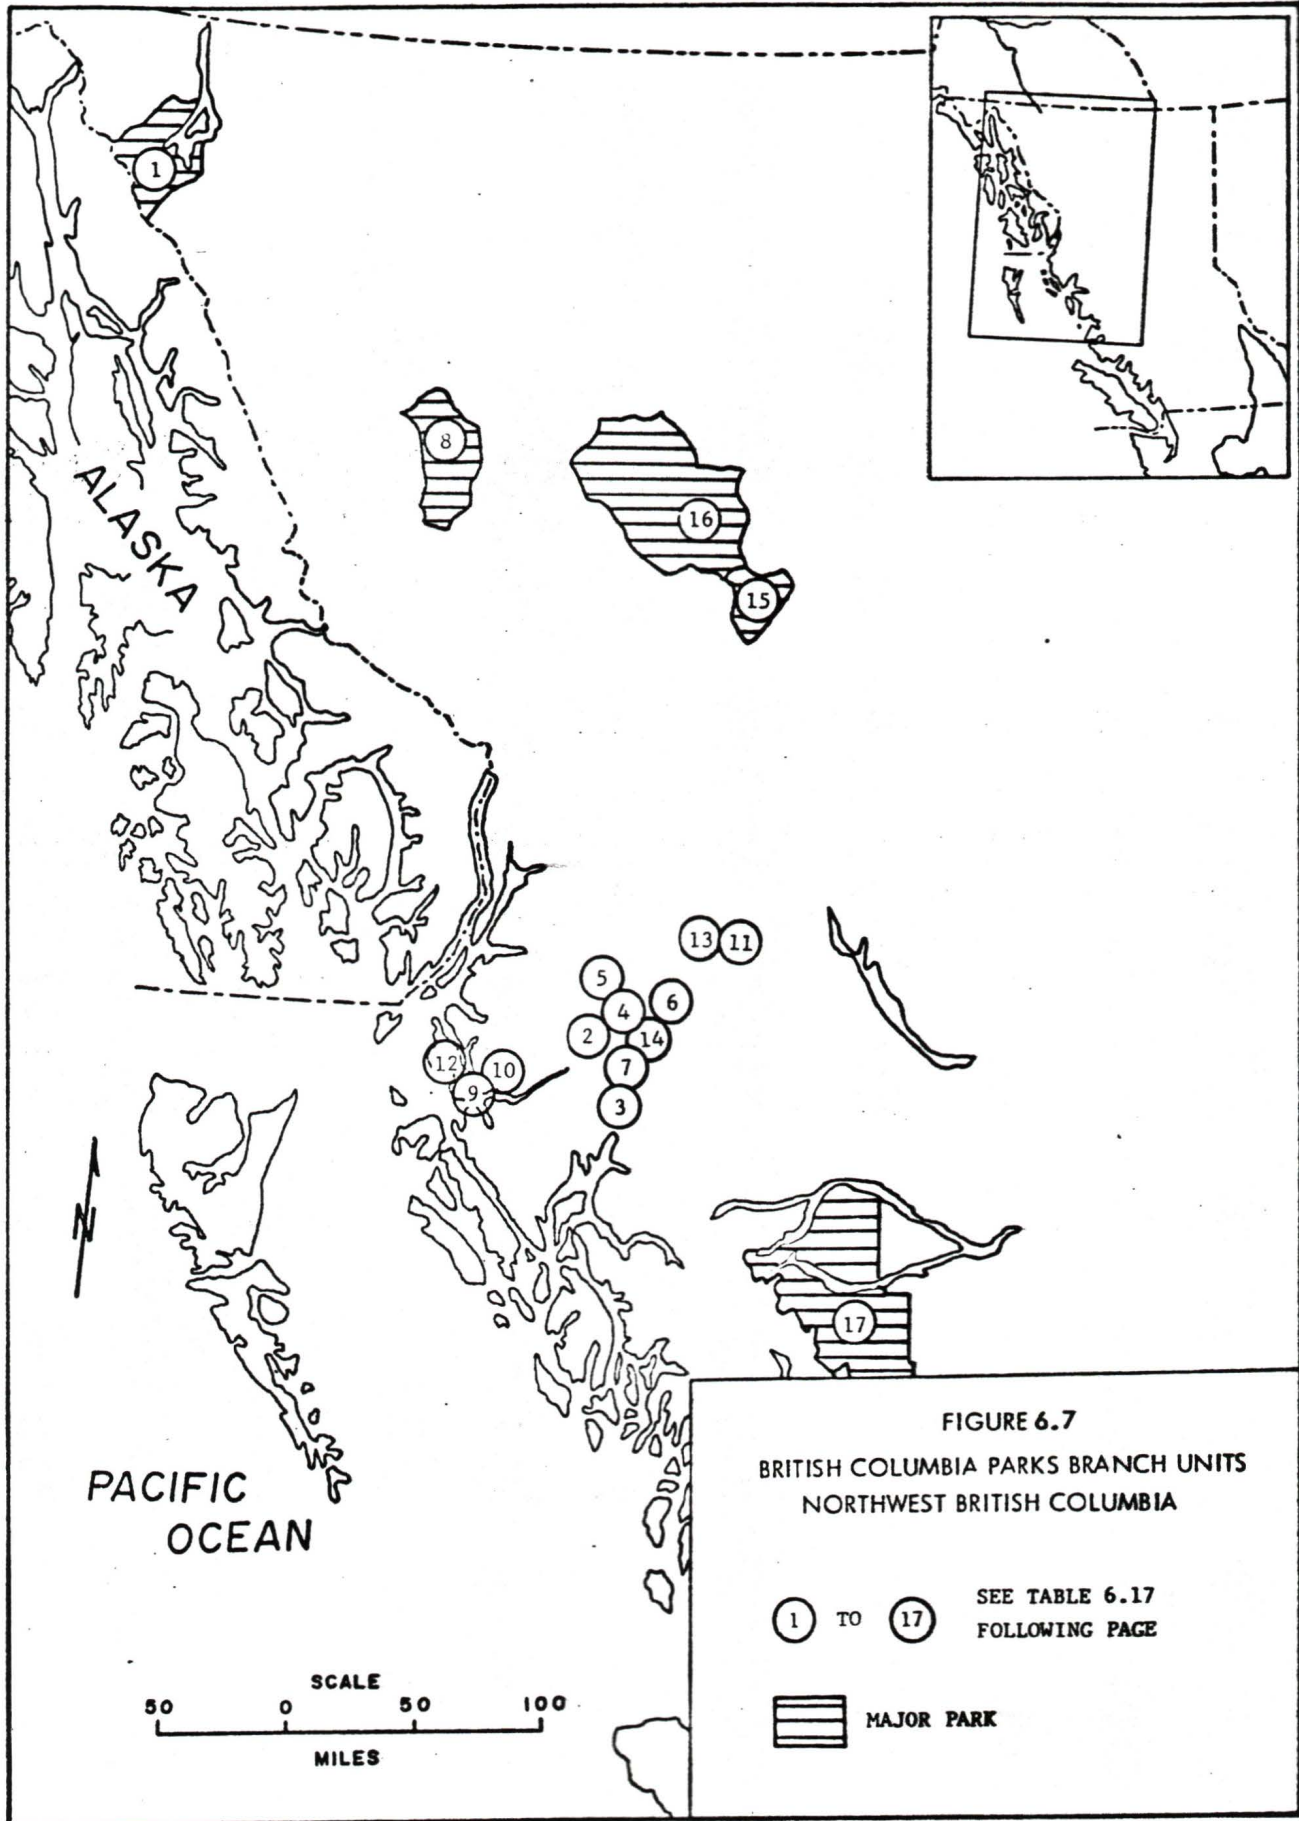 1
8
16
15
ALASKA
13 11
5
6
4
2 14
12 10
7
9
3
N
17
PACIFIC
OCEAN
FIGURE 6.7
BRITISH COLUMBIA PARKS BRANCH UNITS
NORTHWEST BRITISH COLUMBIA
1 TO 17 SEE TABLE 6.17
FOLLOWING PAGE
MAJOR PARK
SCALE
50 0 50 100
MILES